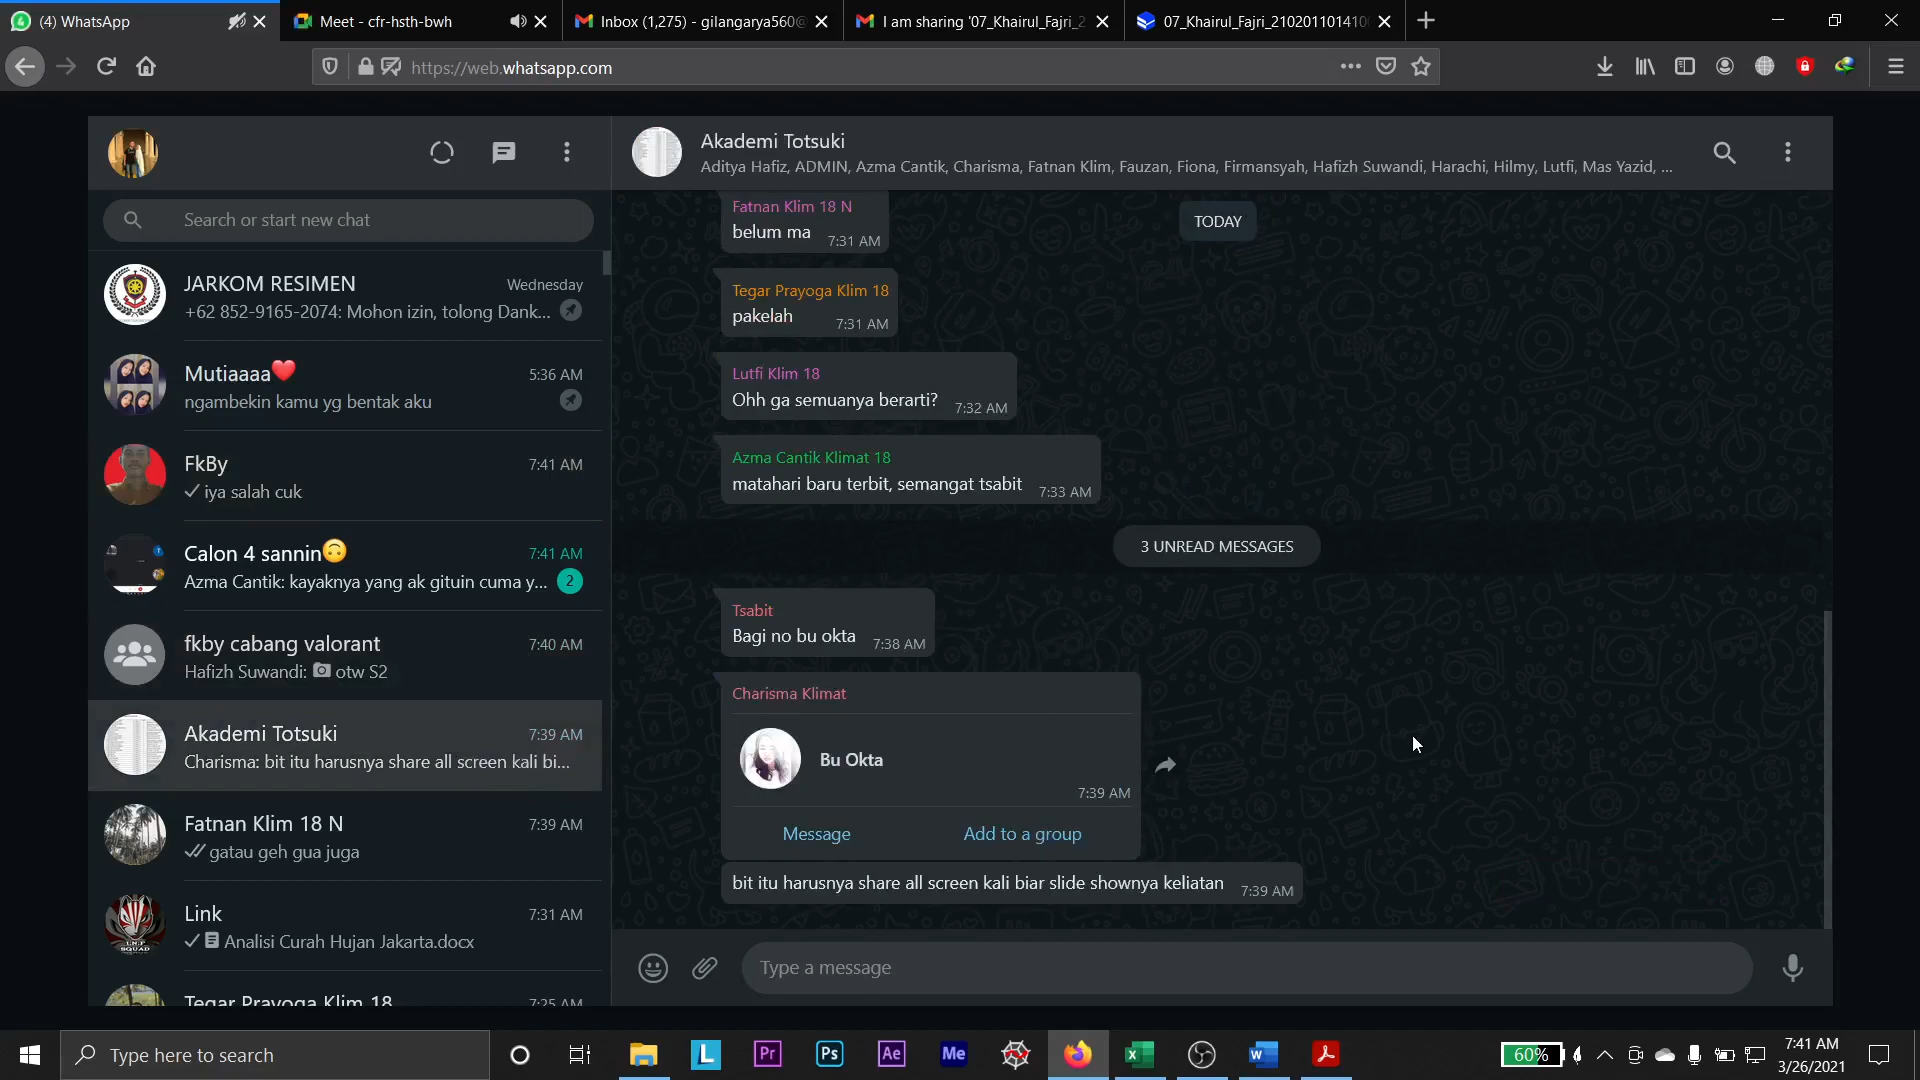 (4) WhatsApp
Meet - cfr-hsth-bwh
Inbox (1,275) - gilangarya560@
I am sharing '07_Khairul_Fajri_2
07_Khairul_Fajri_21020110141
https://web.whatsapp.com
Search or start new chat
JARKOM RESIMEN
Wednesday
+62 852-9165-2074: Mohon izin, tolong Dank...
Mutiaaaa❤️
5:36 AM
ngambekin kamu yg bentak aku
FkBy
7:41 AM
iya salah cuk
Calon 4 sannin🙃
7:41 AM
Azma Cantik: kayaknya yang ak gituin cuma y...
2
fkby cabang valorant
7:40 AM
Hafizh Suwandi: 📷 otw S2
Akademi Totsuki
7:39 AM
Charisma: bit itu harusnya share all screen kali bi...
Fatnan Klim 18 N
7:39 AM
gatau geh gua juga
Link
7:31 AM
Analisi Curah Hujan Jakarta.docx
Tegar Prayoga Klim 18
7:25 AM
Akademi Totsuki
Aditya Hafiz, ADMIN, Azma Cantik, Charisma, Fatnan Klim, Fauzan, Fiona, Firmansyah, Hafizh Suwandi, Harachi, Hilmy, Lutfi, Mas Yazid, ...
TODAY
Fatnan Klim 18 N
belum ma 7:31 AM
Tegar Prayoga Klim 18
pakelah 7:31 AM
Lutfi Klim 18
Ohh ga semuanya berarti? 7:32 AM
Azma Cantik Klimat 18
matahari baru terbit, semangat tsabit 7:33 AM
3 UNREAD MESSAGES
Tsabit
Bagi no bu okta 7:38 AM
Charisma Klimat
Bu Okta
7:39 AM
Message Add to a group
bit itu harusnya share all screen kali biar slide shownya keliatan 7:39 AM
Type a message
Type here to search
L
Pr
Ps
Ae
Me
60%
7:41 AM
3/26/2021